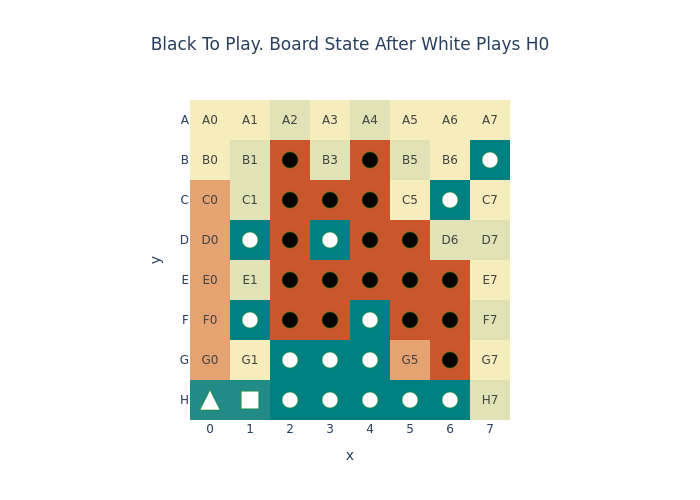 Black To Play. Board State After White Plays H0
A A0 A1 A2 A3 A4 A5 A6 A7
B B0 B1 B3 B5 B6
C C0 C1 C5 C7
D D0 D6 D7
y
E E0 E1 E7
F F0 F7
G G0 G1 G5 G7
H H7
0 1 2 3 4 5 6 7
x